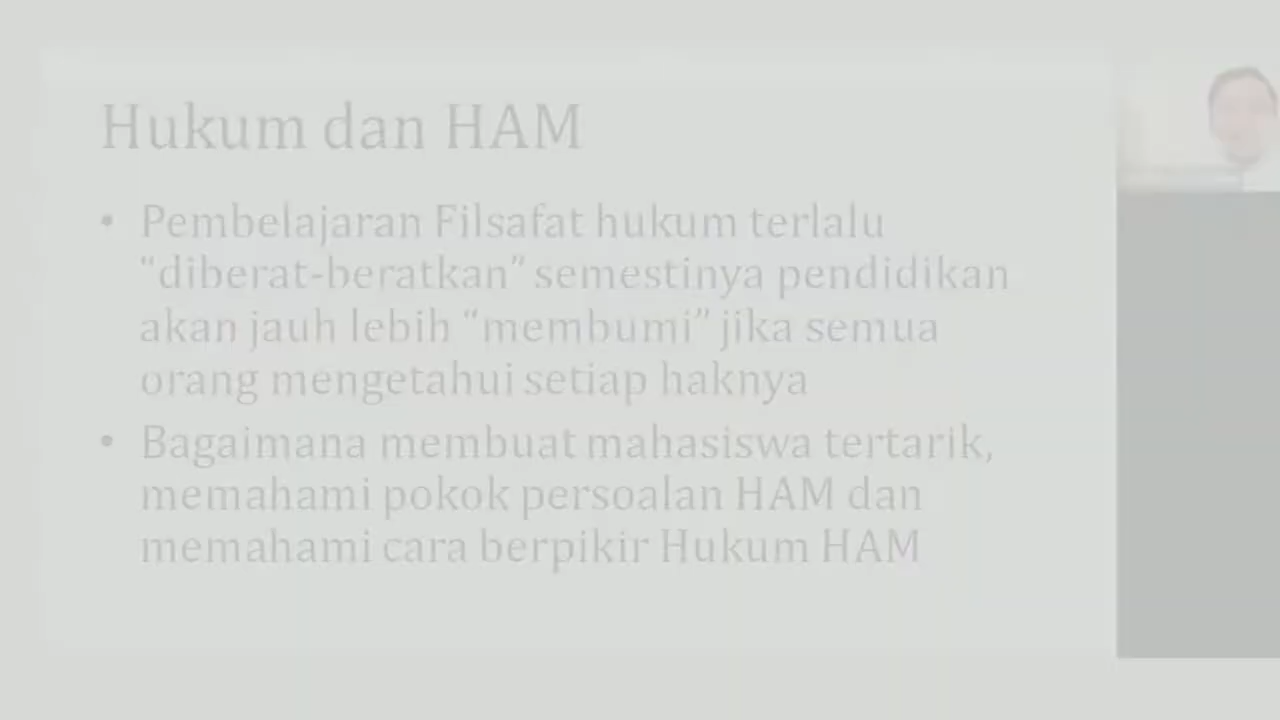 Hukum dan HAM
• Pembelajaran Filsafat hukum terlalu
“diberat-beratkan” semestinya pendidikan
akan jauh lebih “membumi” jika semua
orang mengetahui setiap haknya
• Bagaimana membuat mahasiswa tertarik,
memahami pokok persoalan HAM dan
memahami cara berpikir Hukum HAM